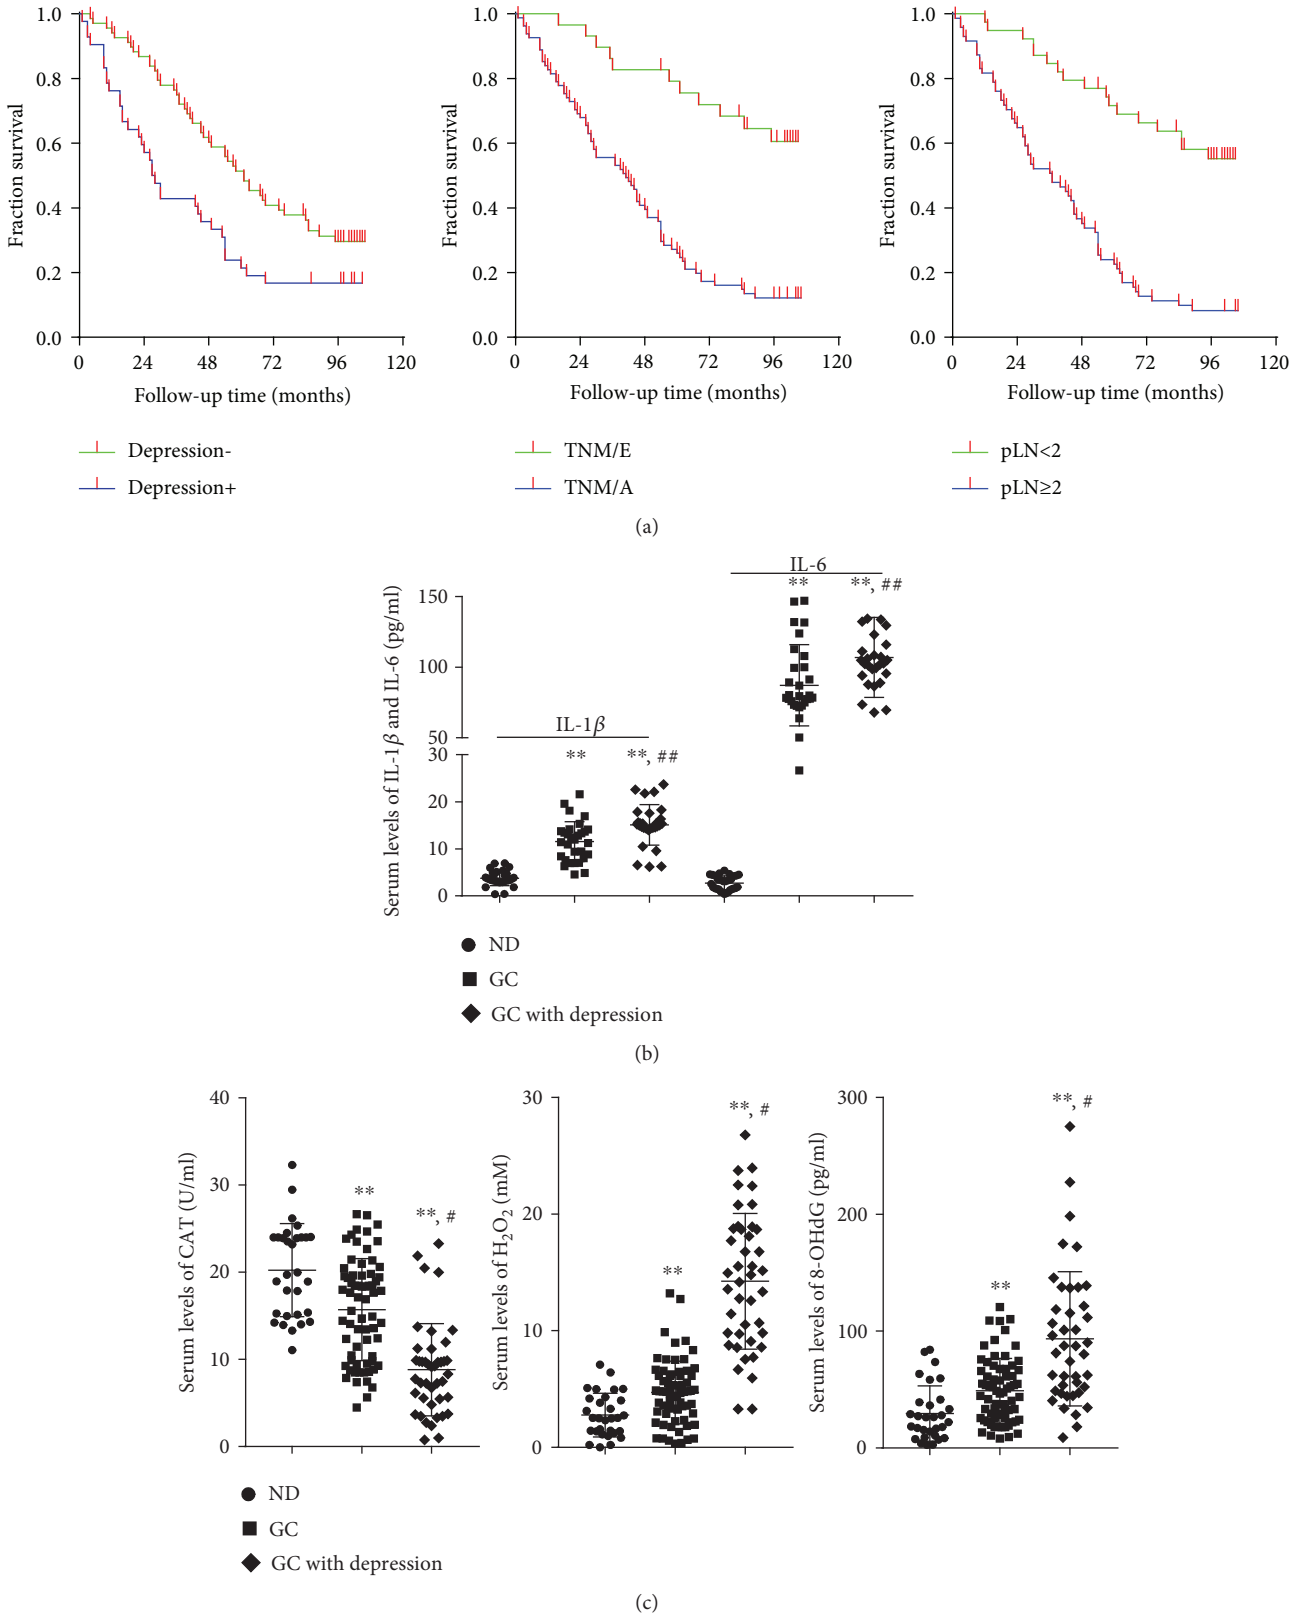 1.0
0.8
0.6
0.4
0.2
0.0
Fraction survival
0 24 48 72 96 120
Follow-up time (months)
Depression-
Depression+
1.0
0.8
0.6
0.4
0.2
0.0
Fraction survival
0 24 48 72 96 120
Follow-up time (months)
TNM/E
TNM/A
1.0
0.8
0.6
0.4
0.2
0.0
Fraction survival
0 24 48 72 96 120
Follow-up time (months)
pLN<2
pLN≥2
(a)
Serum levels of IL-1β and IL-6 (pg/ml)
150
100
50
30
20
10
0
IL-1β
** **, ##
IL-6
** **, ##
ND
GC
GC with depression
(b)
Serum levels of CAT (U/ml)
40
30
20
10
0
** **, #
Serum levels of H₂O₂ (mM)
30
20
10
0
** **, #
Serum levels of 8-OHdG (pg/ml)
300
200
100
0
** **, #
ND
GC
GC with depression
(c)